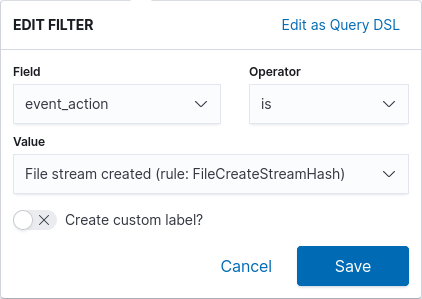 EDIT FILTER
Edit as Query DSL
Field
Operator
event_action
is
Value
File stream created (rule: FileCreateStreamHash)
Create custom label?
Cancel
Save